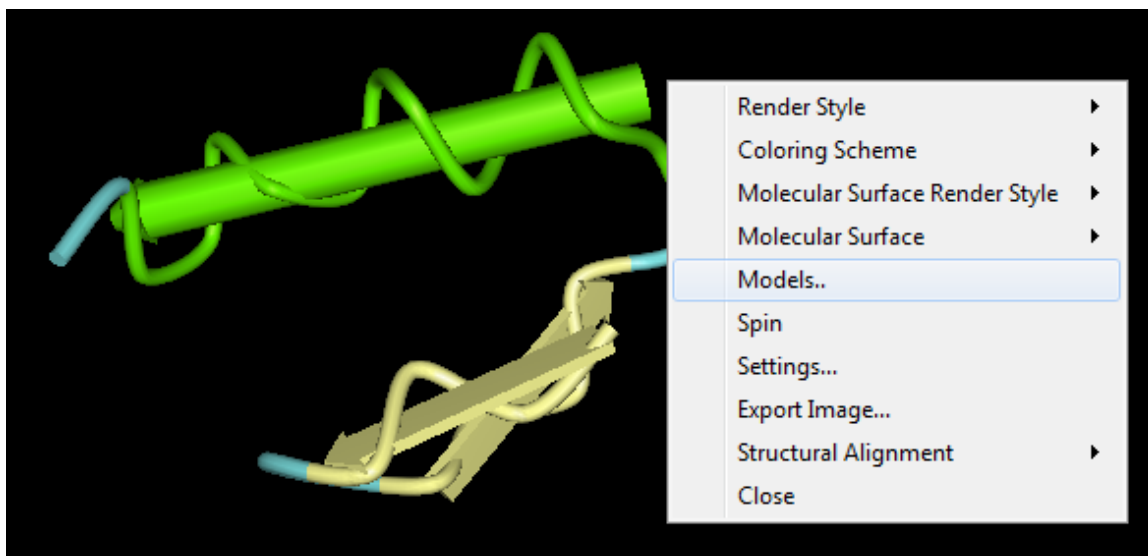 Render Style
Coloring Scheme
Molecular Surface Render Style
Molecular Surface
Models..
Spin
Settings...
Export Image...
Structural Alignment
Close